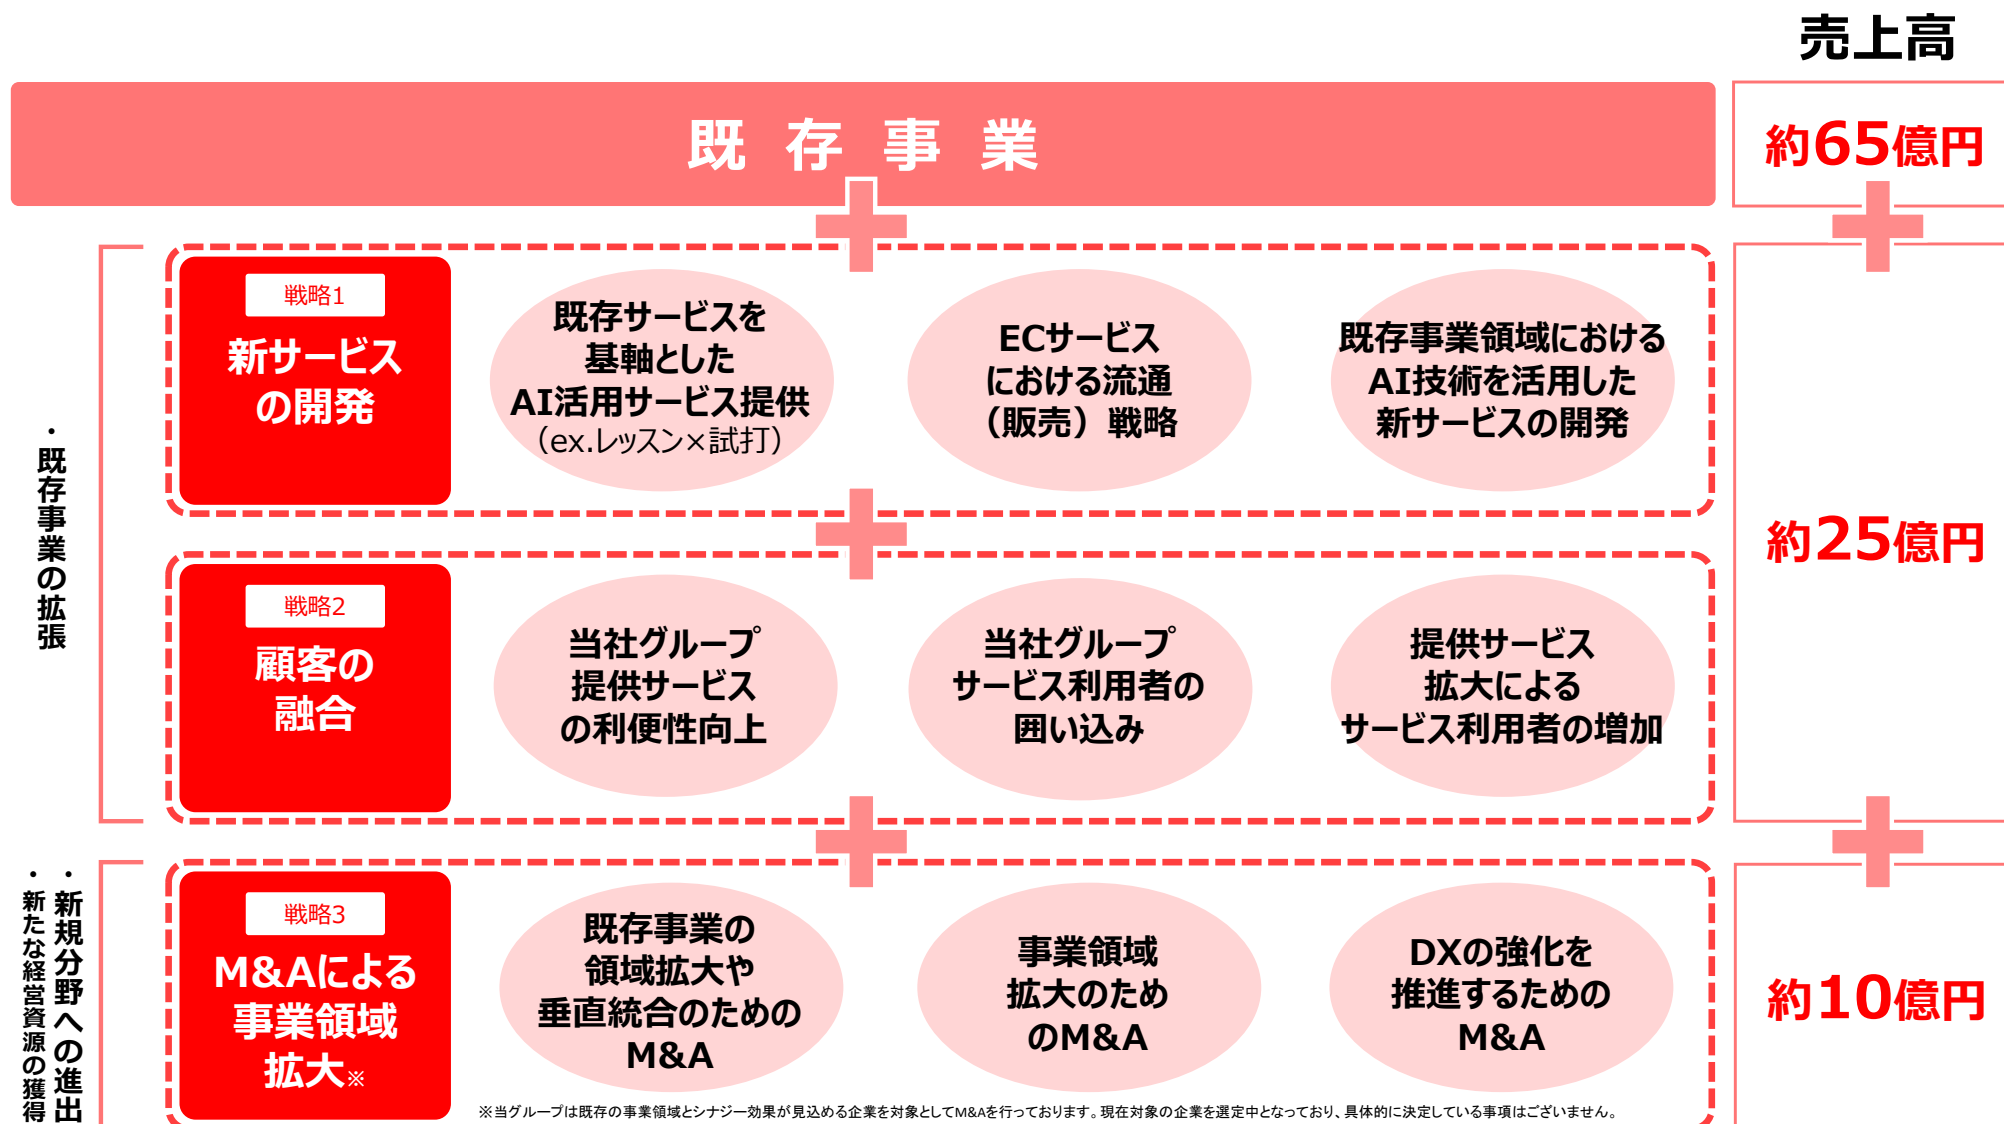 売上高
既存事業
約65億円
・既存事業の拡張
戦略1
新サービス
の開発
既存サービスを
基軸とした
AI活用サービス提供
（ex.レッスン×試打）
ECサービス
における流通
（販売）戦略
既存事業領域における
AI技術を活用した
新サービスの開発
約25億円
戦略2
顧客の
融合
当社グループ
提供サービス
の利便性向上
当社グループ
サービス利用者の
囲い込み
提供サービス
拡大による
サービス利用者の増加
・新規分野への進出
・新たな経営資源の獲得
戦略3
M&Aによる
事業領域
拡大※
既存事業の
領域拡大や
垂直統合のための
M&A
事業領域
拡大のため
のM&A
DXの強化を
推進するための
M&A
約10億円
※当グループは既存の事業領域とシナジー効果が見込める企業を対象としてM&Aを行っております。現在対象の企業を選定中となっており、具体的に決定している事項はございません。